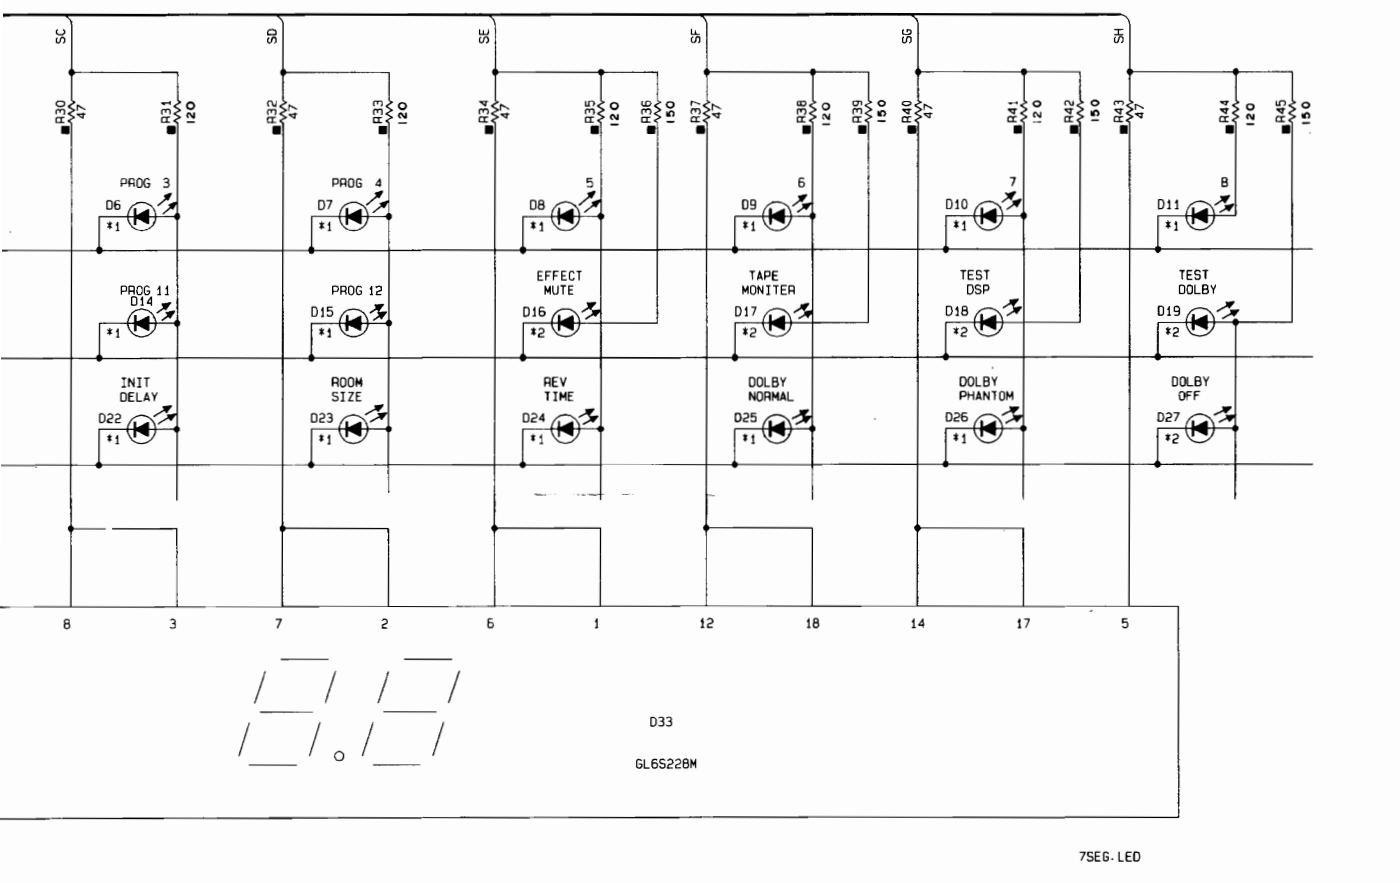 SC SD SE SF SG SH
R30 47 R31 120 R32 47 R33 120 R34 47 R35 120 R36 150 R37 47 R38 120 R39 150 R40 47 R41 120 R42 150 R43 47 R44 120 R45 150
PROG 3 PROG 4 5 6 7 8
D6 D7 D8 D9 D10 D11
*1 *1 *1 *1 *1 *1
EFFECT TAPE TEST TEST
PROG 11 PROG 12 MUTE MONITER DSP DOLBY
D14 D15 D16 D17 D18 D19
*1 *1 *2 *2 *2 *2
INIT ROOM REV DOLBY DOLBY DOLBY
DELAY SIZE TIME NORMAL PHANTOM OFF
D22 D23 D24 D25 D26 D27
*1 *1 *1 *1 *1 *2
8 3 7 2 6 1 12 18 14 17 5
D33
GL6S228M
7SEG.LED